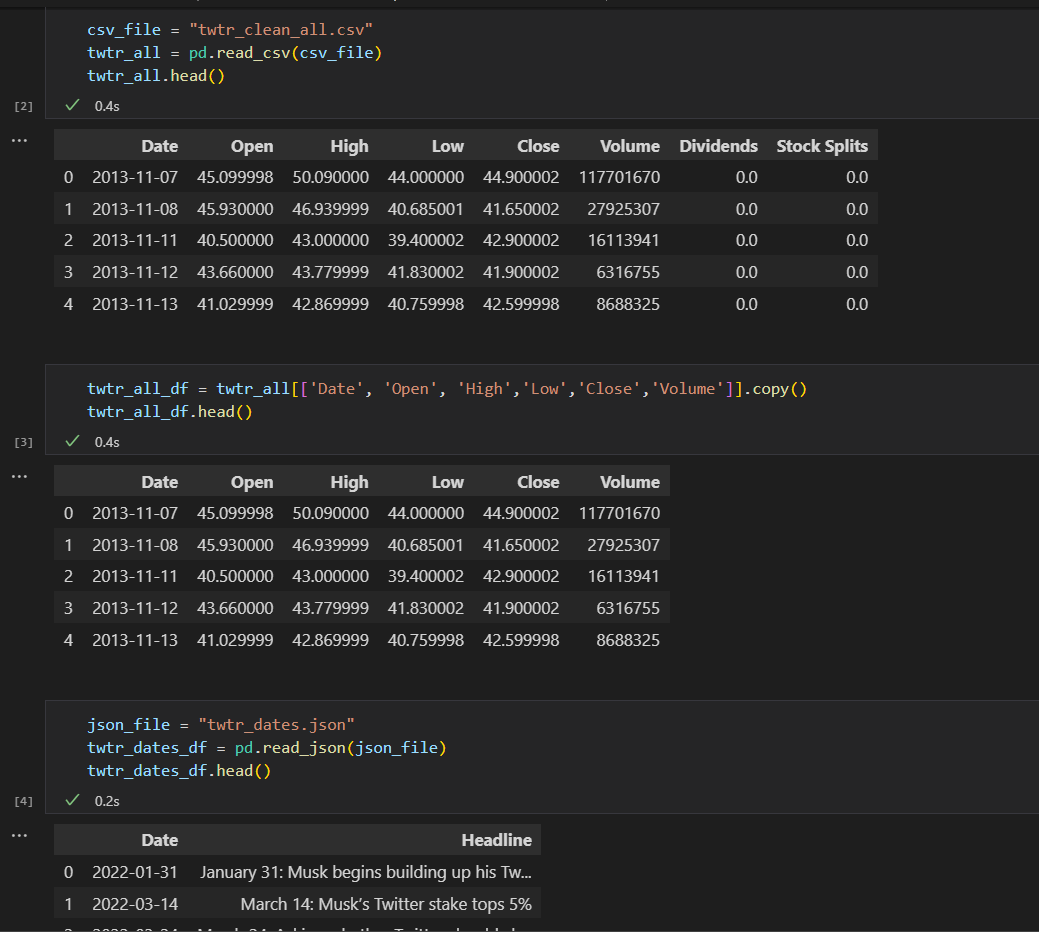 csv_file = "twtr_clean_all.csv"
twtr_all = pd.read_csv(csv_file)
twtr_all.head()
[2] ✓ 0.4s
...
Date Open High Low Close Volume Dividends Stock Splits
0 2013-11-07 45.099998 50.090000 44.000000 44.900002 117701670 0.0 0.0
1 2013-11-08 45.930000 46.939999 40.685001 41.650002 27925307 0.0 0.0
2 2013-11-11 40.500000 43.000000 39.400002 42.900002 16113941 0.0 0.0
3 2013-11-12 43.660000 43.779999 41.830002 41.900002 6316755 0.0 0.0
4 2013-11-13 41.029999 42.869999 40.759998 42.599998 8688325 0.0 0.0
twtr_all_df = twtr_all[['Date', 'Open', 'High','Low','Close','Volume']].copy()
twtr_all_df.head()
[3] ✓ 0.4s
...
Date Open High Low Close Volume
0 2013-11-07 45.099998 50.090000 44.000000 44.900002 117701670
1 2013-11-08 45.930000 46.939999 40.685001 41.650002 27925307
2 2013-11-11 40.500000 43.000000 39.400002 42.900002 16113941
3 2013-11-12 43.660000 43.779999 41.830002 41.900002 6316755
4 2013-11-13 41.029999 42.869999 40.759998 42.599998 8688325
json_file = "twtr_dates.json"
twtr_dates_df = pd.read_json(json_file)
twtr_dates_df.head()
[4] ✓ 0.2s
...
Date Headline
0 2022-01-31 January 31: Musk begins building up his Tw...
1 2022-03-14 March 14: Musk’s Twitter stake tops 5%